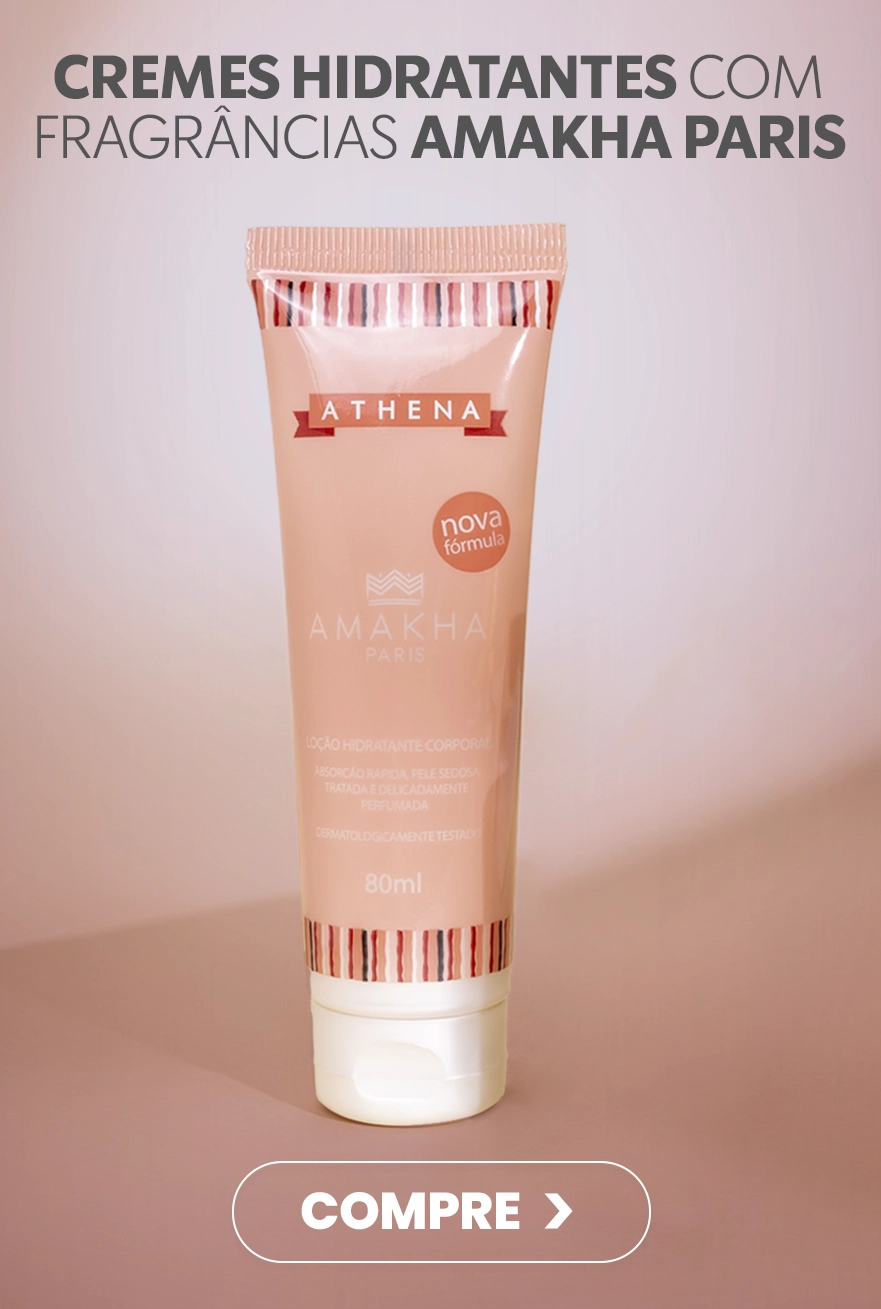 CREMES HIDRATANTES COM
FRAGRÂNCIAS AMAKHA PARIS
ATHENA
nova
fórmula
AMAKHA
PARIS
LOÇÃO HIDRATANTE CORPORAL
ABSORÇÃO RÁPIDA, PELE SEDOSA,
TRATADA E DELICADAMENTE
PERFUMADA
DERMATOLOGICAMENTE TESTADO
80ml
COMPRE